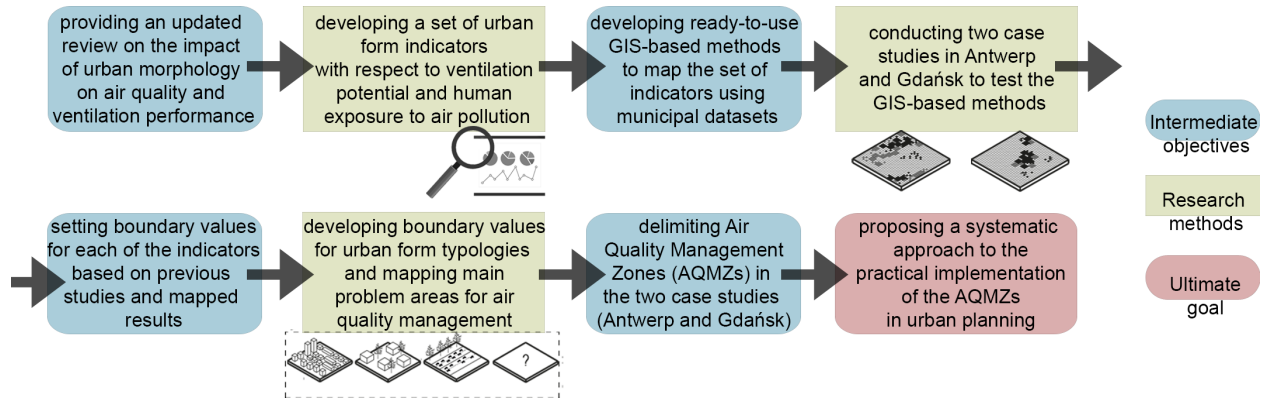 providing an updated
review on the impact
of urban morphology
on air quality and
ventilation performance
developing a set of urban
form indicators
with respect to ventilation
potential and human
exposure to air pollution
developing ready-to-use
GIS-based methods
to map the set of
indicators using
municipal datasets
conducting two case
studies in Antwerp
and Gdańsk to test the
GIS-based methods
Intermediate
objectives
Research
methods
Ultimate
goal
setting boundary values
for each of the indicators
based on previous
studies and mapped
results
developing boundary values
for urban form typologies
and mapping main
problem areas for air
quality management
?
delimiting Air
Quality Management
Zones (AQMZs) in
the two case studies
(Antwerp and Gdańsk)
proposing a systematic
approach to the
practical implementation
of the AQMZs
in urban planning